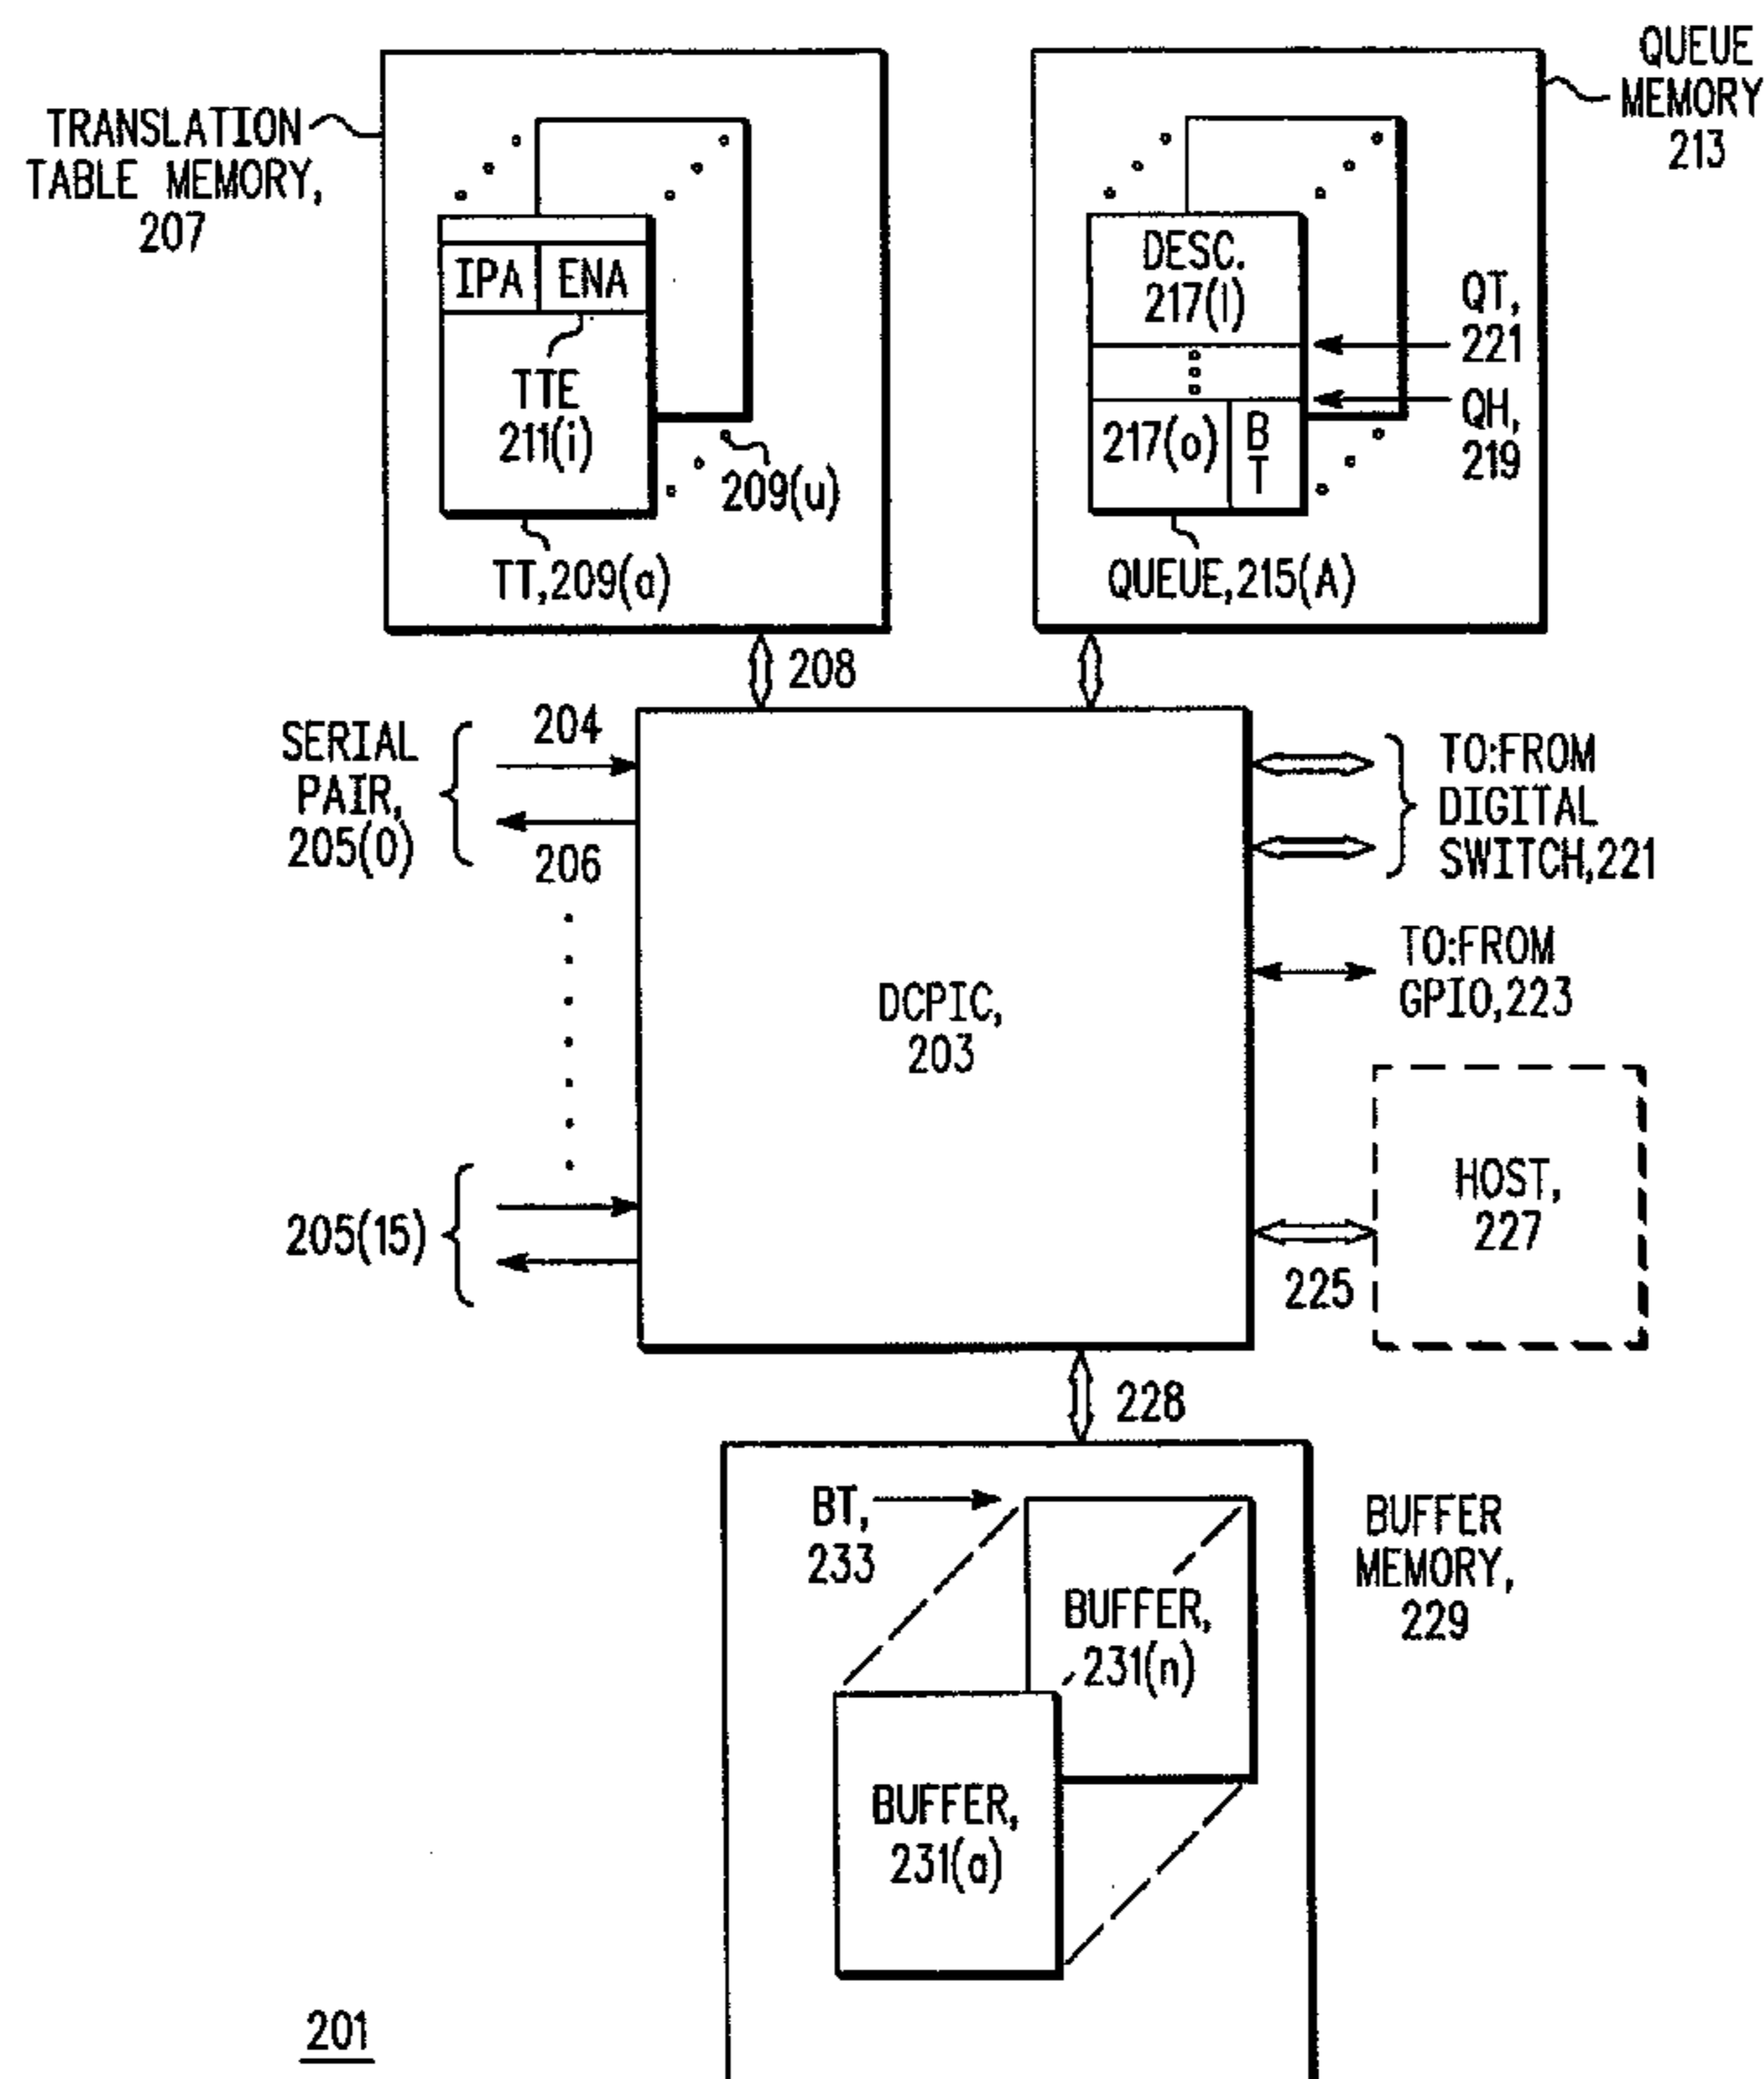 QUEUE
MEMORY
213
TRANSLATION
TABLE MEMORY,
207
IPA
ENA
TTE
211(i)
209(u)
TT,209(a)
DESC.
217(l)
QT,
221
QH,
219
217(o)
B
T
QUEUE,215(A)
208
SERIAL
PAIR,
205(0)
204
206
TO:FROM
DIGITAL
SWITCH,221
TO:FROM
GPIO,223
DCPIC,
203
HOST,
227
205(15)
225
228
BT,
233
BUFFER,
231(n)
BUFFER
MEMORY,
229
BUFFER,
231(a)
201